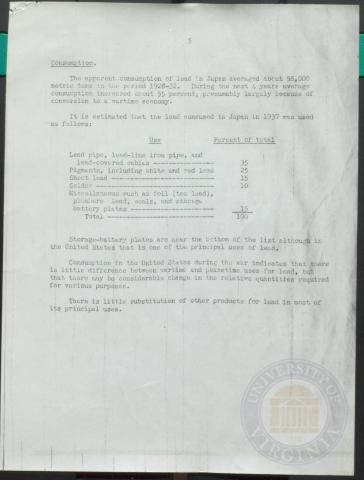 5
Consumption.
The apparent consumption of lead in Japan averaged about 98,000
metric tons in the period 1928-32. During the next 4 years average
consumption increased about 55 percent, presumably largely because of
conversion to a wartime economy.
It is estimated that the lead consumed in Japan in 1937 was used
as follows:
Use Percent of total
Lead pipe, lead-line iron pipe, and
lead-covered cables ---------------- 35
Pigments, including white and red lead 25
Sheet lead ------------------------- 15
Solder ----------------------------- 10
Miscellaneous such as foil (tea lead),
plumbers lead, seals, and storage
battery plates --------------------- 15
Total -------------------------- 100
Storage-battery plates are near the bottom of the list although in
the United States that is one of the principal uses of lead.
Consumption in the United States during the war indicates that there
is little difference between wartime and peacetime uses for lead, but
that there may be considerable change in the relative quantities required
for various purposes.
There is little substitution of other products for lead in most of
its principal uses.
UNIVERSITY OF VIRGINIA